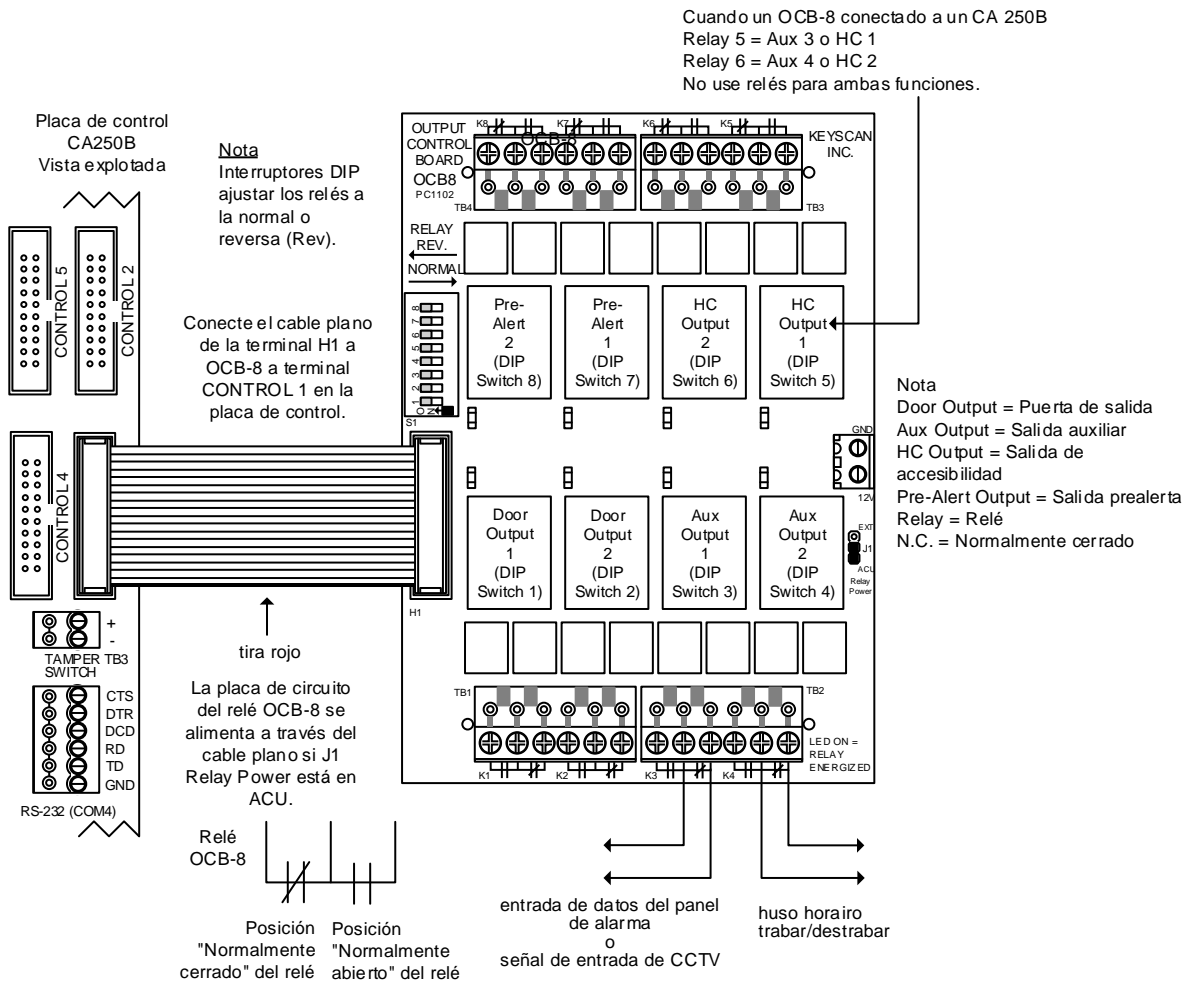 Cuando un OCB-8 conectado a un CA 250B
Relay 5 = Aux 3 o HC 1
Relay 6 = Aux 4 o HC 2
No use relés para ambas funciones.
Placa de control
CA250B
Vista explotada
Nota
Interruptores DIP
ajustar los relés a
la normal o
reversa (Rev).
Conecte el cable plano
de la terminal H1 a
OCB-8 a terminal
CONTROL 1 en la
placa de control.
CONTROL 5
CONTROL 2
CONTROL 4
OUTPUT
CONTROL
BOARD
OCB8
PC1102
K8
K7
K6
K5
OCB-8
KEYSCAN
INC.
TB4
TB3
RELAY
REV.
NORMAL
8
7
6
5
4
3
2
1
ON
S1
Pre-
Alert
2
(DIP
Switch 8)
Pre-
Alert
1
(DIP
Switch 7)
HC
Output
2
(DIP
Switch 6)
HC
Output
1
(DIP
Switch 5)
Nota
Door Output = Puerta de salida
Aux Output = Salida auxiliar
HC Output = Salida de
accesibilidad
Pre-Alert Output = Salida prealerta
Relay = Relé
N.C. = Normalmente cerrado
GND
12V
EXT
J1
ACU
Relay
Power
Door
Output
1
(DIP
Switch 1)
Door
Output
2
(DIP
Switch 2)
Aux
Output
1
(DIP
Switch 3)
Aux
Output
2
(DIP
Switch 4)
H1
+
-
TAMPER TB3
SWITCH
CTS
DTR
DCD
RD
TD
GND
RS-232 (COM4)
tira rojo
La placa de circuito
del relé OCB-8 se
alimenta a través del
cable plano si J1
Relay Power está en
ACU.
TB1
TB2
K1
K2
K3
K4
LED ON =
RELAY
ENERGIZED
Relé
OCB-8
Posición
"Normalmente
cerrado" del relé
Posición
"Normalmente
abierto" del relé
entrada de datos del panel
de alarma
o
señal de entrada de CCTV
huso horairo
trabar/destrabar